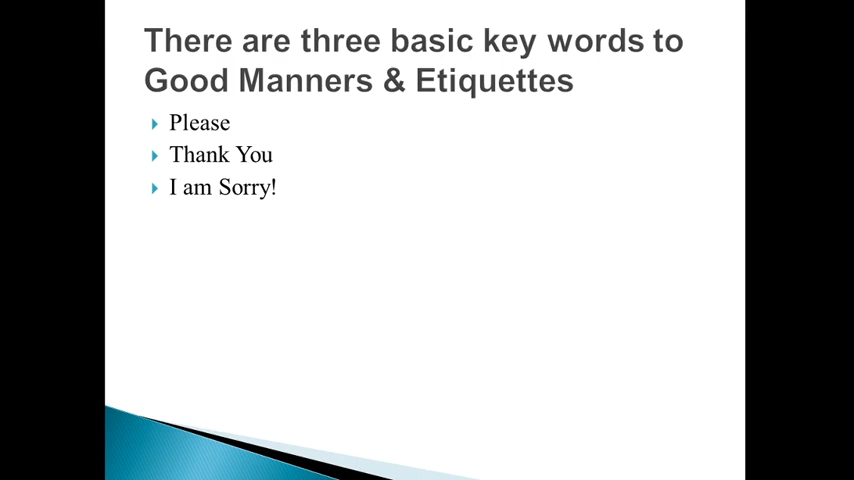 There are three basic key words to
Good Manners & Etiquettes
Please
Thank You
I am Sorry!